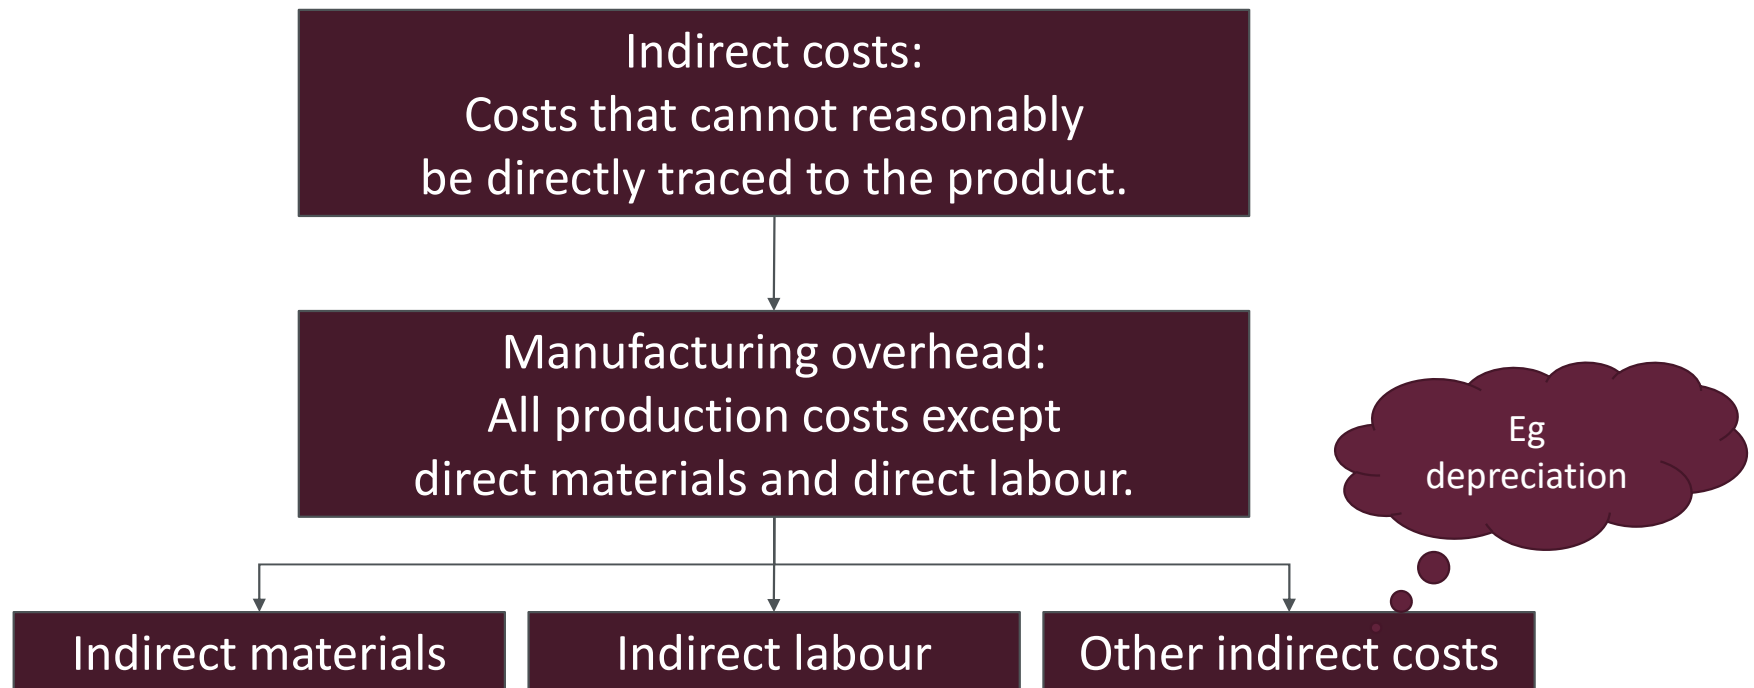 Indirect costs:
Costs that cannot reasonably
be directly traced to the product.
Manufacturing overhead:
All production costs except
direct materials and direct labour.
Eg
depreciation
Indirect materials
Indirect labour
Other indirect costs